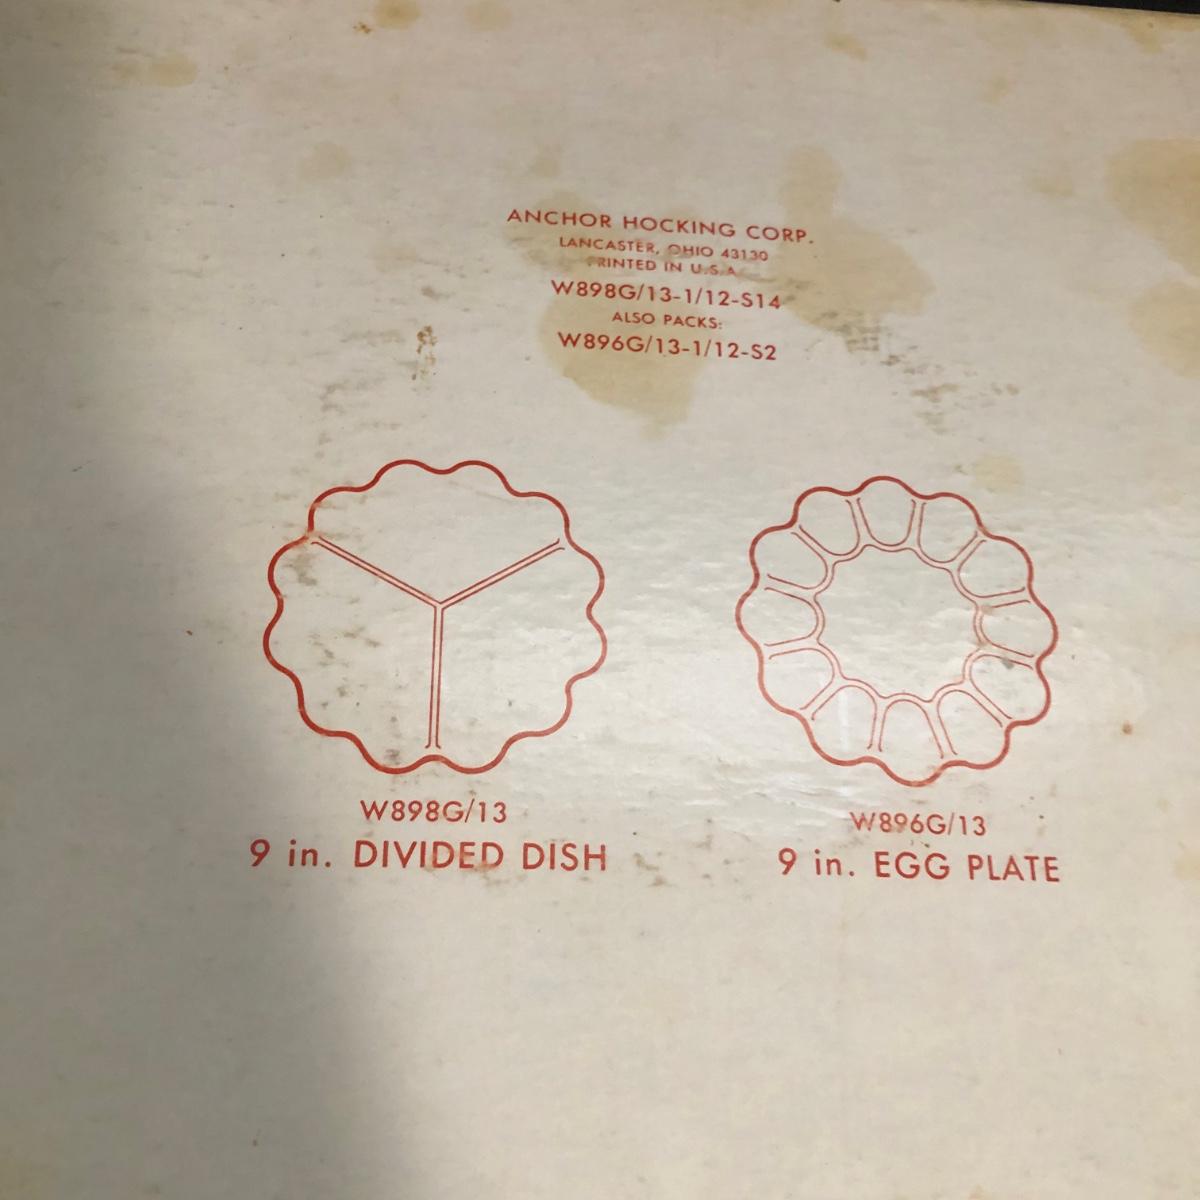 ANCHOR HOCKING CORP.
LANCASTER, OHIO 43130
PRINTED IN U.S.A.
W898G/13-1/12-S14
ALSO PACKS:
W896G/13-1/12-S2
W898G/13
9 in. DIVIDED DISH
W896G/13
9 in. EGG PLATE